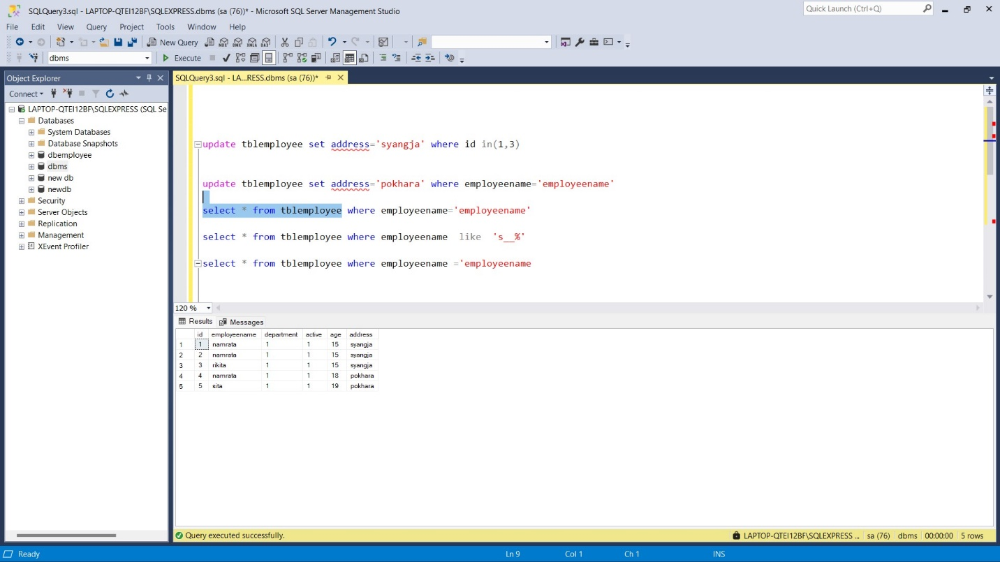 SQLQuery3.sql - LAPTOP-QTEI12BF\SQLEXPRESS.dbms (sa (76))* - Microsoft SQL Server Management Studio
Quick Launch (Ctrl+Q)
File Edit View Query Project Tools Window Help
New Query
MDX DMX XMLA DAX
dbms
Execute
Object Explorer
SQLQuery3.sql - LA...RESS.dbms (sa (76))*
Connect
LAPTOP-QTEI12BF\SQLEXPRESS (SQL Se
Databases
System Databases
Database Snapshots
dbemployee
dbms
new db
newdb
Security
Server Objects
Replication
Management
XEvent Profiler
update tblemployee set address='syangja' where id in(1,3)
update tblemployee set address='pokhara' where employeename='employeename'
select * from tblemployee where employeename='employeename'
select * from tblemployee where employeename like 's__%'
select * from tblemployee where employeename ='employeename
120 %
Results Messages
id employeename department active age address
1 1 namrata 1 1 15 syangja
2 2 namrata 1 1 15 syangja
3 3 rikita 1 1 15 syangja
4 4 namrata 1 1 18 pokhara
5 5 sita 1 1 19 pokhara
Query executed successfully.
LAPTOP-QTEI12BF\SQLEXPRESS ... sa (76) dbms 00:00:00 5 rows
Ready Ln 9 Col 1 Ch 1 INS